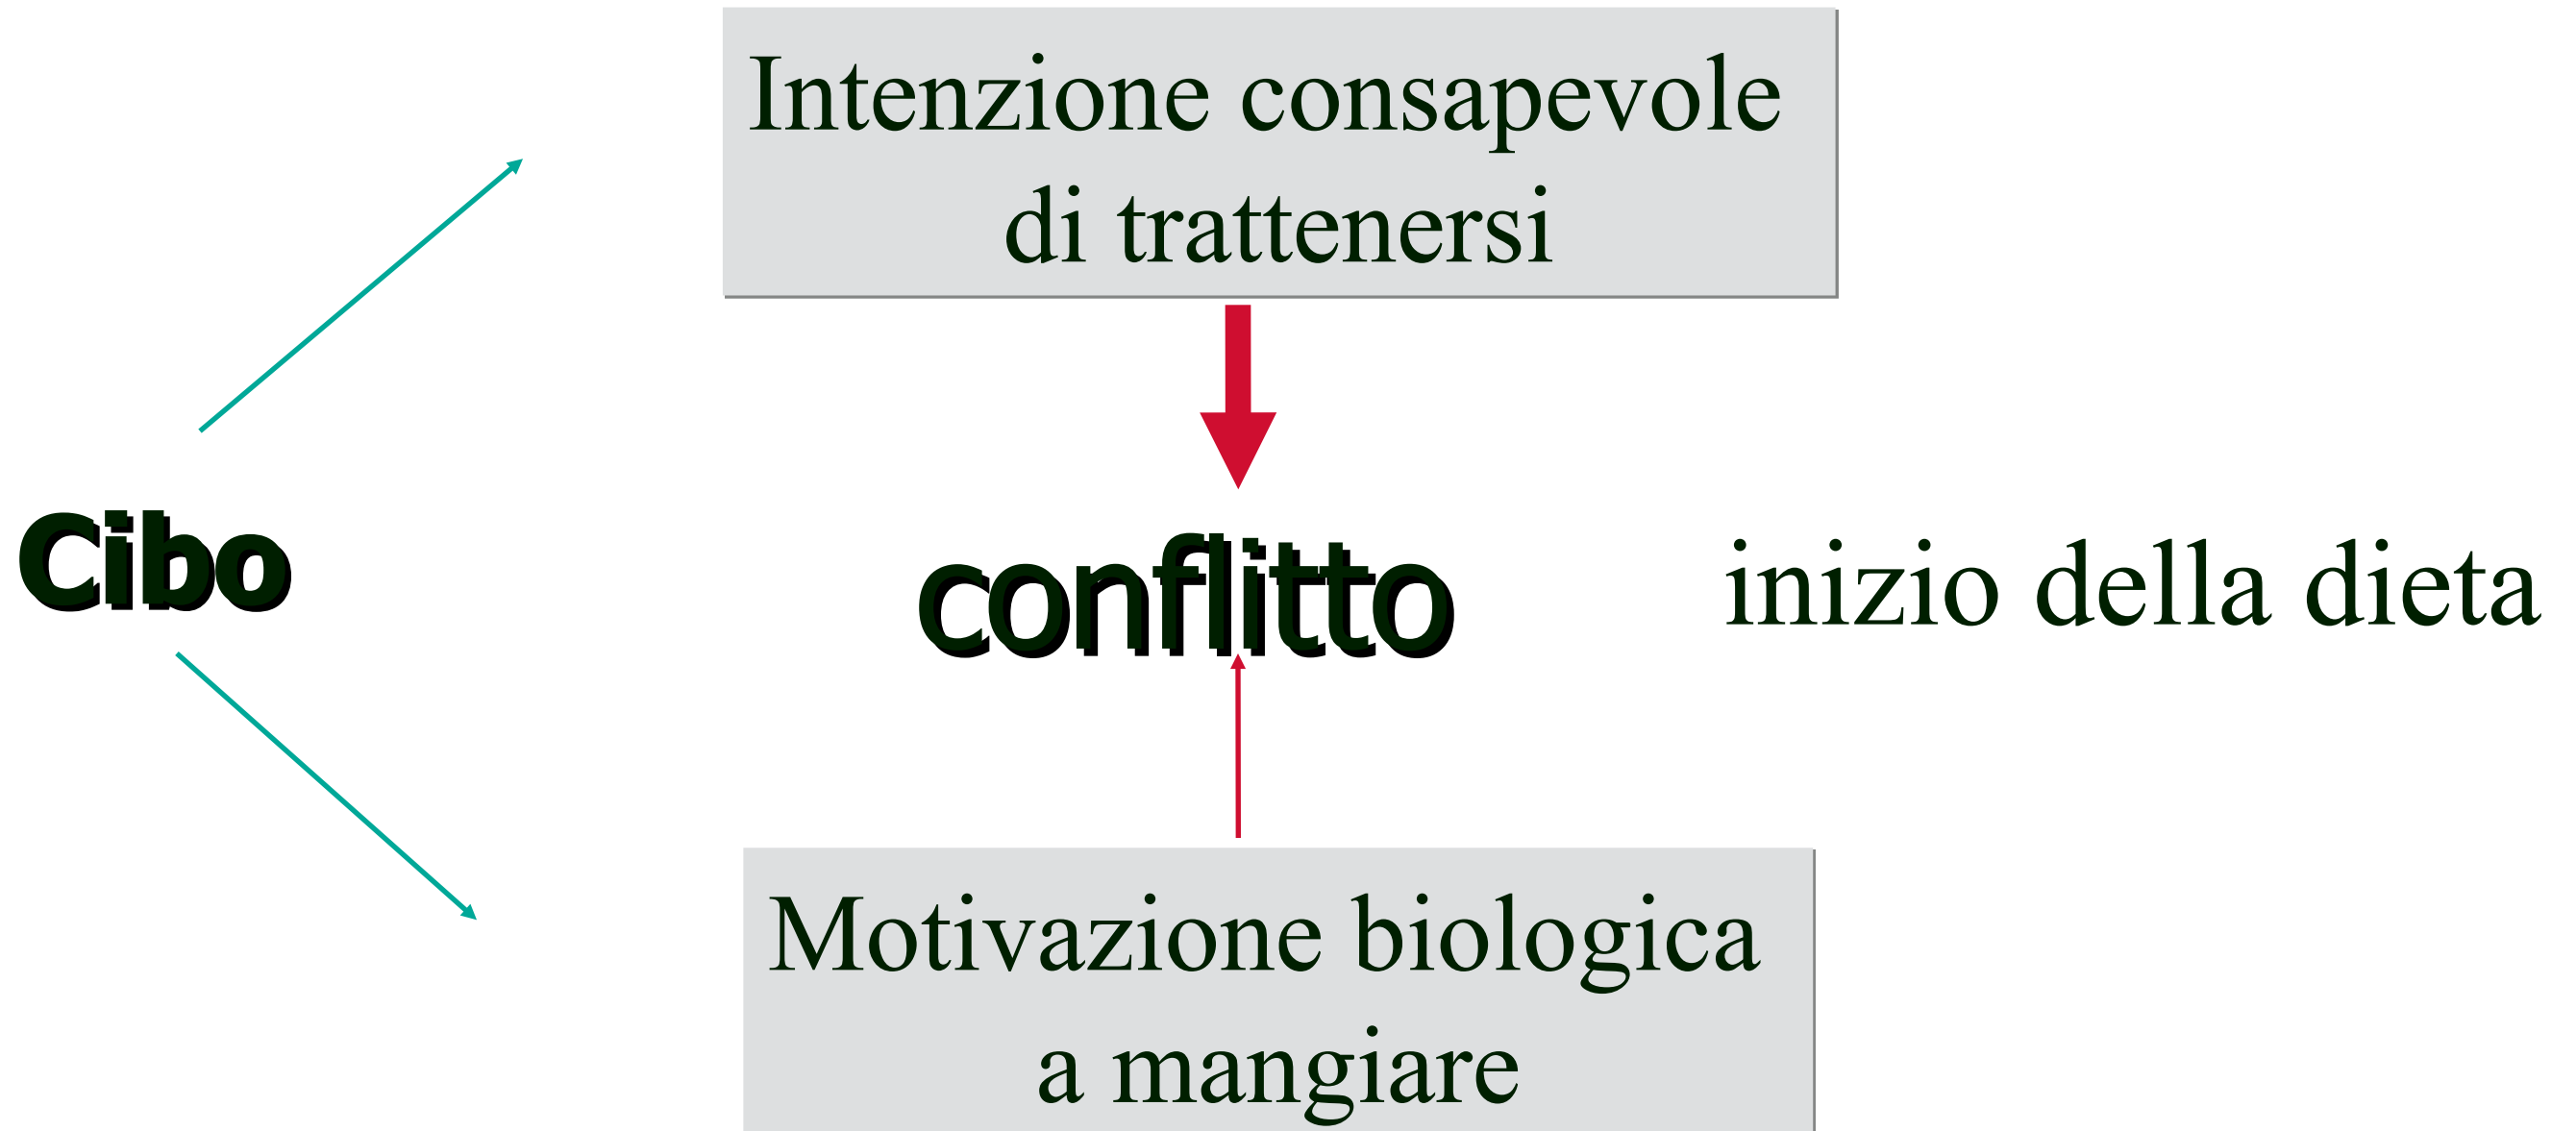 Intenzione consapevole
di trattenersi
Cibo
conflitto
inizio della dieta
Motivazione biologica
a mangiare